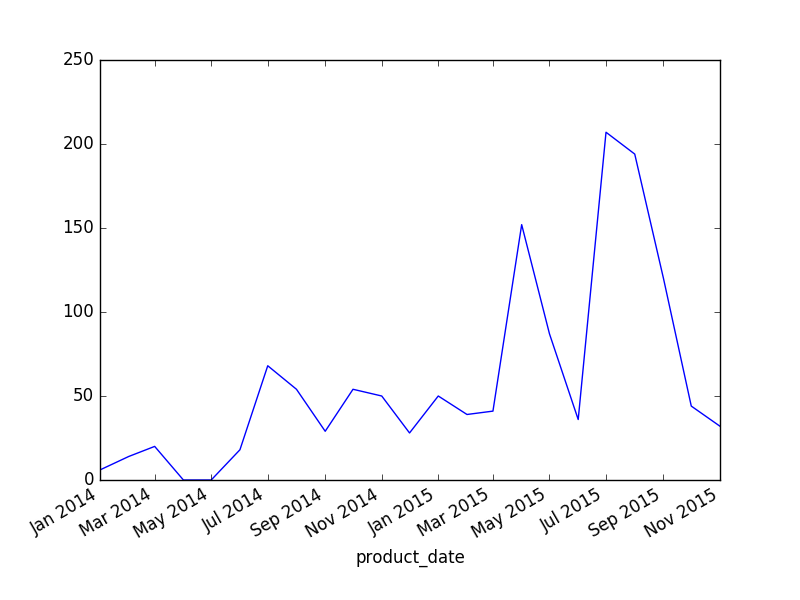 250
200
150
100
50
0
Jan 2014
Mar 2014
May 2014
Jul 2014
Sep 2014
Nov 2014
Jan 2015
Mar 2015
May 2015
Jul 2015
Sep 2015
Nov 2015
product_date